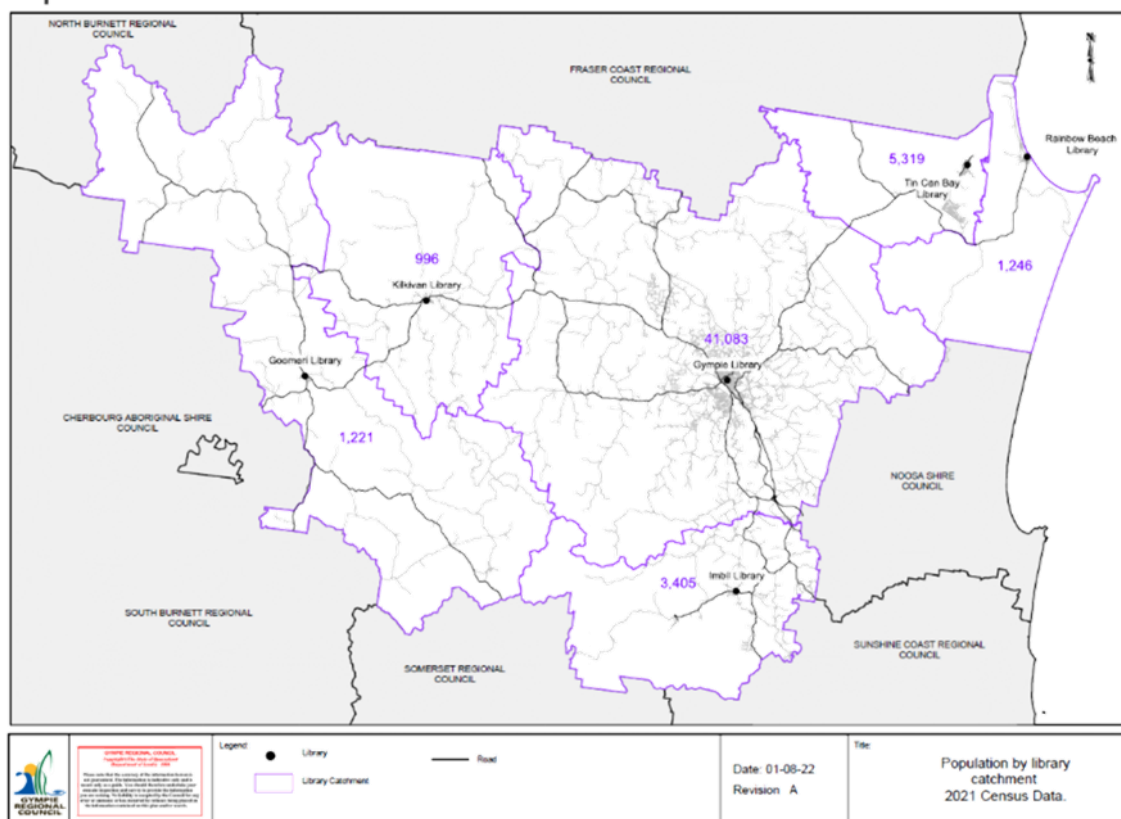 NORTH BURNETT REGIONAL
COUNCIL
FRASER COAST REGIONAL
COUNCIL
Rainbow Beach
Library
5,319
Tin Can Bay
Library
1,246
996
Kilkivan Library
41,083
Gympie Library
Goomeri Library
CHERBOURG ABORIGINAL SHIRE
COUNCIL
1,221
NOOSA SHIRE
COUNCIL
3,405
Imbil Library
SOUTH BURNETT REGIONAL
COUNCIL
SOMERSET REGIONAL
COUNCIL
SUNSHINE COAST REGIONAL
COUNCIL
GYMPIE
REGIONAL
COUNCIL
GYMPIE REGIONAL COUNCIL
Legend:
Library
Road
Library Catchment
Date: 01-08-22
Revision A
Title:
Population by library
catchment
2021 Census Data.